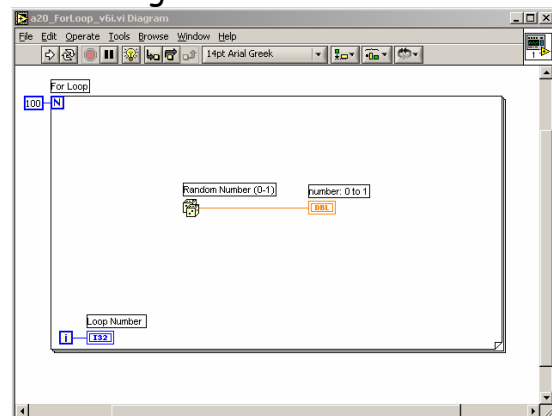 a20_ForLoop_v6i.vi Diagram
File Edit Operate Tools Browse Window Help
14pt Arial Greek
1
For Loop
100 N
Random Number (0-1)
number: 0 to 1
DBL
Loop Number
i I32